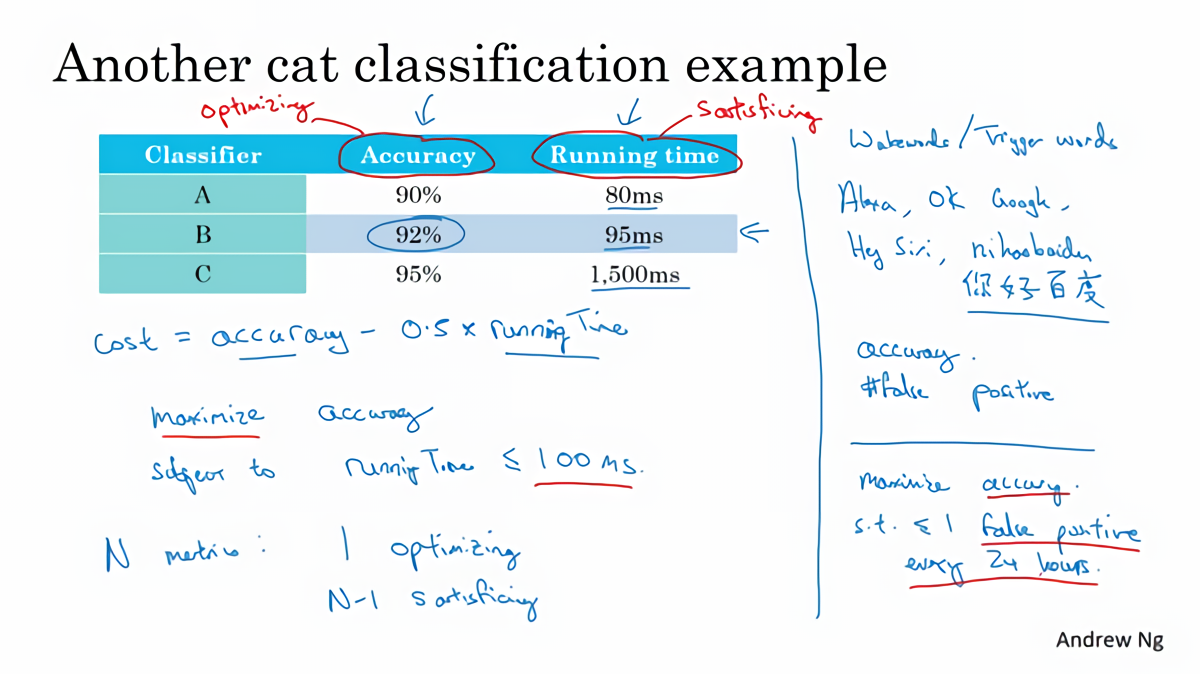 Another cat classification example
optimizing
satisficing
Classifier Accuracy Running time
A 90% 80ms
B 92% 95ms
C 95% 1,500ms
cost = accuracy - 0.5 x runningTime
maximize accuracy
subject to runningTime ≤ 100 ms.
N metrics: 1 optimizing
N-1 satisficing
Wakewords / Trigger words
Alexa, OK Google,
Hey Siri, nihaobaidu
你好百度
accuracy.
#false positive
maximize accuracy.
s.t. ≤ 1 false positive
every 24 hours.
Andrew Ng